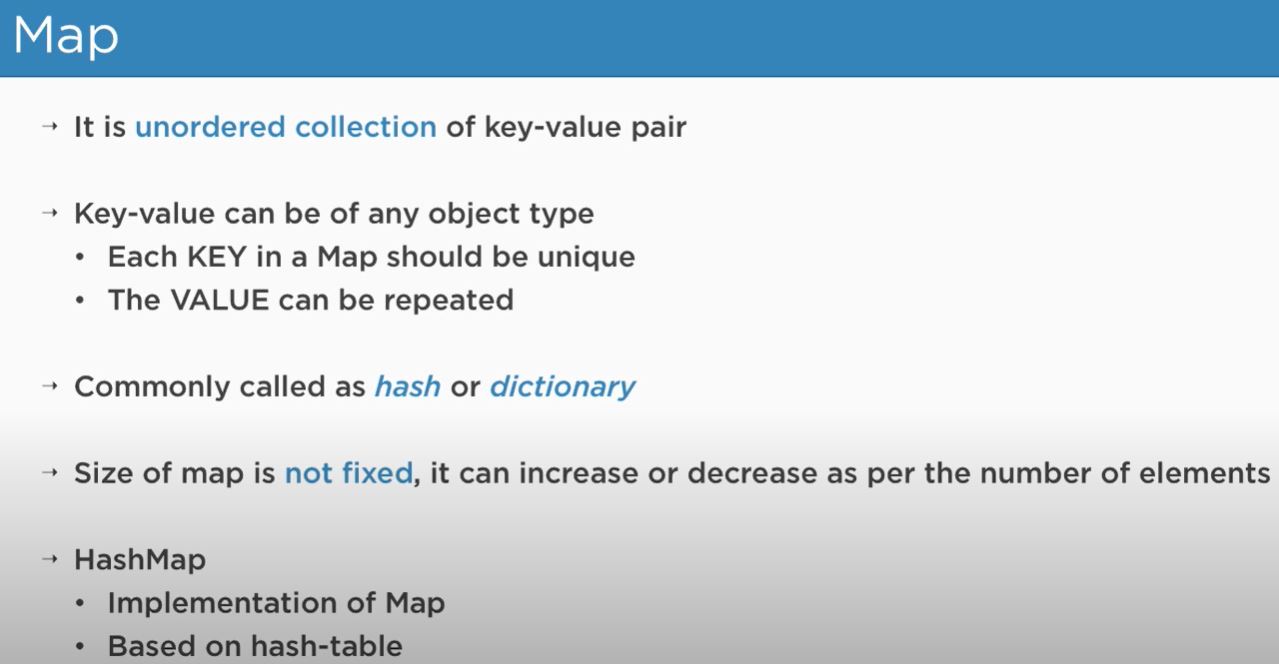 Map
→ It is unordered collection of key-value pair
→ Key-value can be of any object type
• Each KEY in a Map should be unique
• The VALUE can be repeated
→ Commonly called as hash or dictionary
→ Size of map is not fixed, it can increase or decrease as per the number of elements
→ HashMap
• Implementation of Map
• Based on hash-table